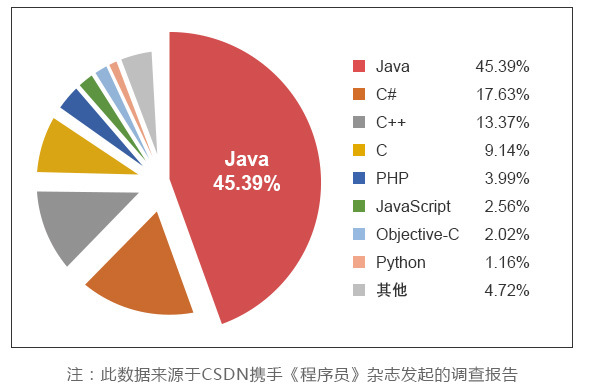 Java
45.39%
Java 45.39%
C# 17.63%
C++ 13.37%
C 9.14%
PHP 3.99%
JavaScript 2.56%
Objective-C 2.02%
Python 1.16%
其他 4.72%
注：此数据来源于CSDN携手《程序员》杂志发起的调查报告